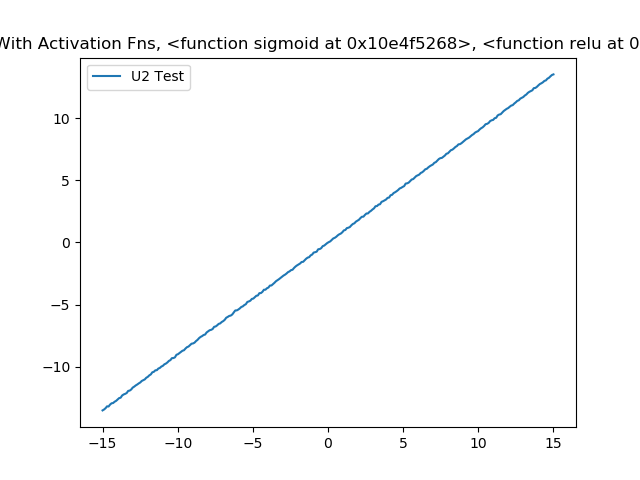 With Activation Fns, <function sigmoid at 0x10e4f5268>, <function relu at 0
U2 Test
10
5
0
−5
−10
−15 −10 −5 0 5 10 15